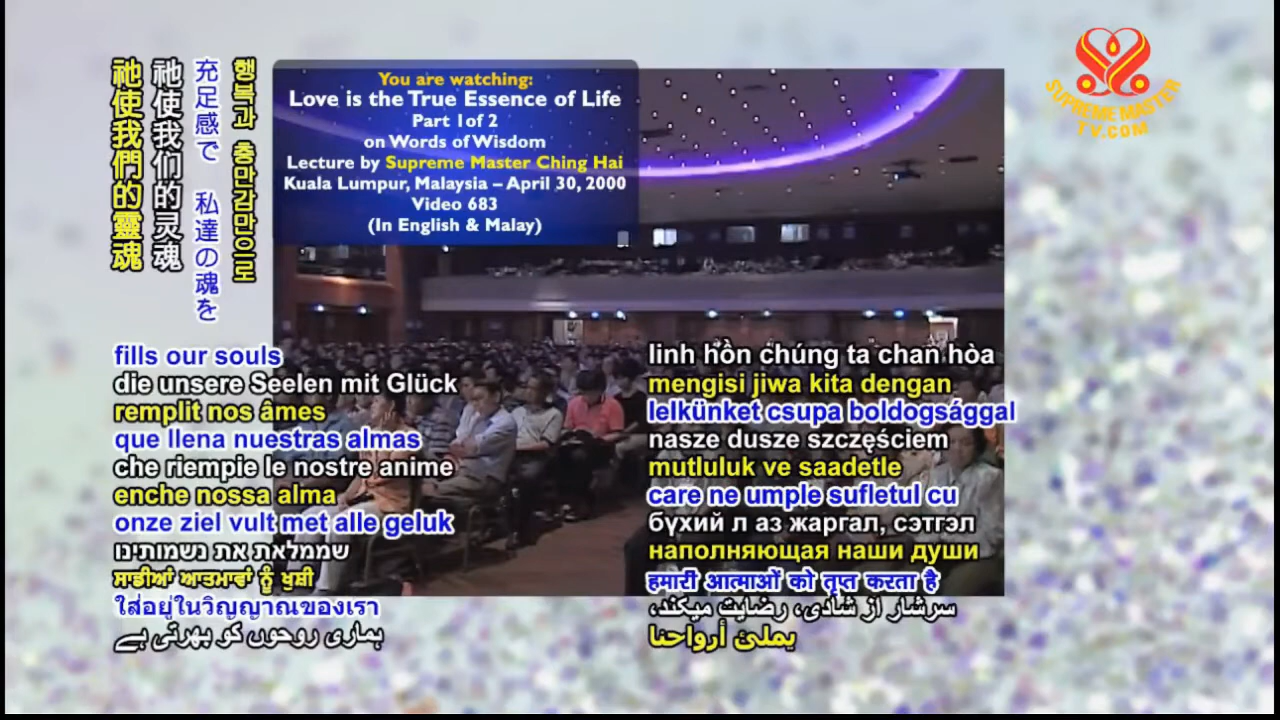 祂使我們的靈魂
祂使我们的灵魂
充足感で 私達の魂を
행복과 충만감만으로
You are watching:
Love is the True Essence of Life
Part 1of 2
on Words of Wisdom
Lecture by Supreme Master Ching Hai
Kuala Lumpur, Malaysia – April 30, 2000
Video 683
(In English & Malay)
SUPREME MASTER
TV.COM
fills our souls
die unsere Seelen mit Glück
remplit nos âmes
que llena nuestras almas
che riempie le nostre anime
enche nossa alma
onze ziel vult met alle geluk
שממלאת את נשמותינו
ਸਾਡੀਆਂ ਆਤਮਾਵਾਂ ਨੂੰ ਖੁਸ਼ੀ
ใส่อยู่ในวิญญาณของเรา
ہماری روحوں کو بھرتی ہے
linh hồn chúng ta chan hòa
mengisi jiwa kita dengan
lelkünket csupa boldogsággal
nasze dusze szczęściem
mutluluk ve saadetle
care ne umple sufletul cu
бүхий л аз жаргал, сэтгэл
наполняющая наши души
हमारी आत्माओं को तृप्त करता है
سرشار از شادی، رضایت میکند،
يملئ أرواحنا